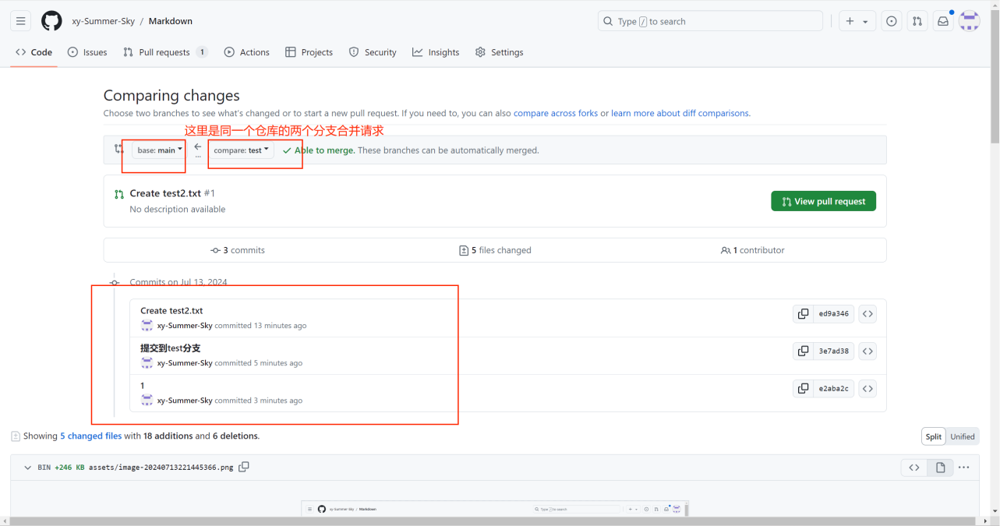 xy-Summer-Sky / Markdown
Type / to search
Code Issues Pull requests 1 Actions Projects Security Insights Settings
Comparing changes
Choose two branches to see what's changed or to start a new pull request. If you need to, you can also compare across forks or learn more about diff comparisons.
这里是同一个仓库的两个分支合并请求
base: main ... compare: test Able to merge. These branches can be automatically merged.
Create test2.txt #1
No description available
View pull request
3 commits 5 files changed 1 contributor
Commits on Jul 13, 2024
Create test2.txt
xy-Summer-Sky committed 13 minutes ago
ed9a346
提交到test分支
xy-Summer-Sky committed 5 minutes ago
3e7ad38
1
xy-Summer-Sky committed 3 minutes ago
e2aba2c
Showing 5 changed files with 18 additions and 6 deletions.
Split Unified
BIN +246 KB assets/image-20240713221445366.png
xy-Summer-Sky / Markdown
Type / to search